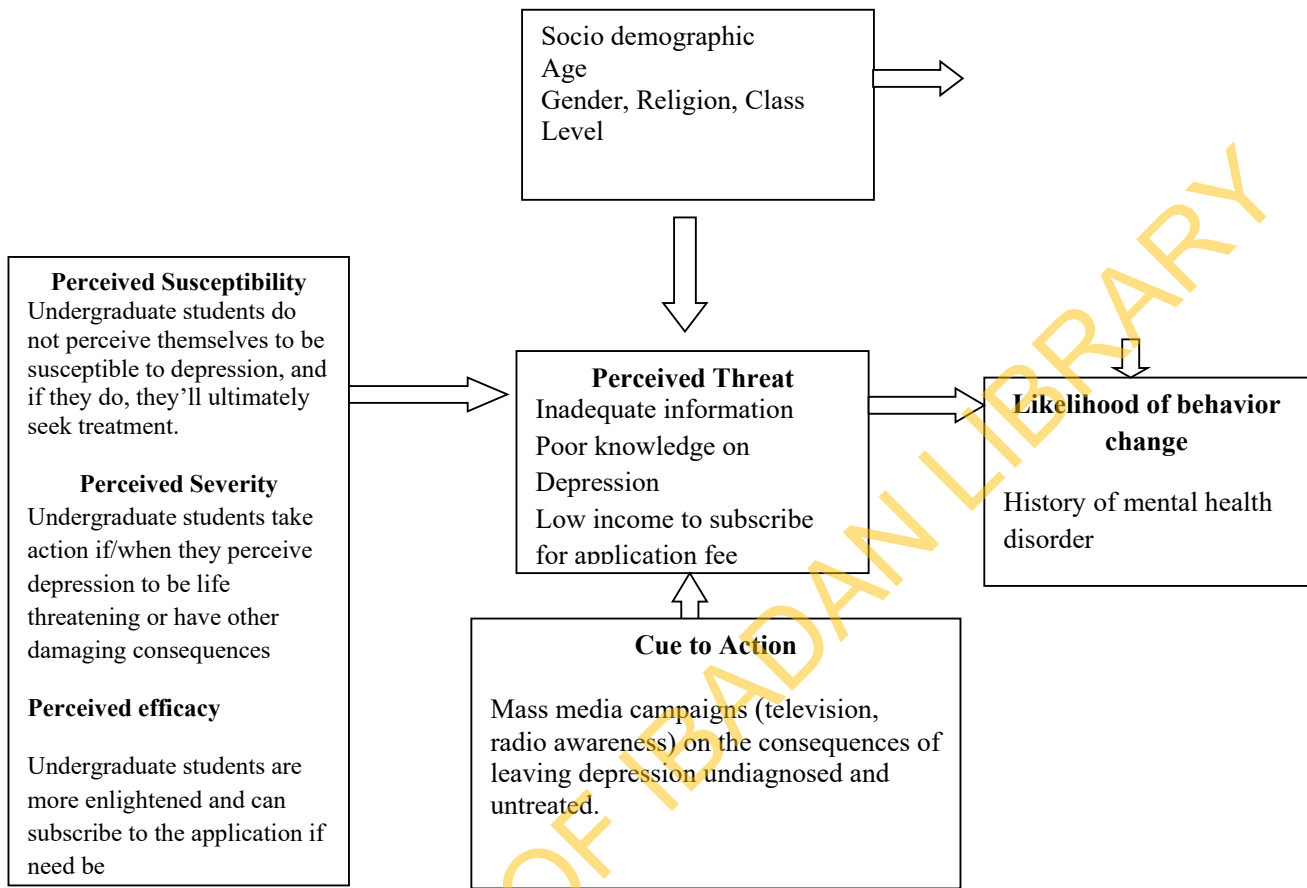 Socio demographic
Age
Gender, Religion, Class
Level
Perceived Susceptibility
Undergraduate students do
not perceive themselves to be
susceptible to depression, and
if they do, they’ll ultimately
seek treatment.
Perceived Severity
Undergraduate students take
action if/when they perceive
depression to be life
threatening or have other
damaging consequences
Perceived efficacy
Undergraduate students are
more enlightened and can
subscribe to the application if
need be
Perceived Threat
Inadequate information
Poor knowledge on
Depression
Low income to subscribe
for application fee
Likelihood of behavior
change
History of mental health
disorder
Cue to Action
Mass media campaigns (television,
radio awareness) on the consequences of
leaving depression undiagnosed and
untreated.
OF IBADAN LIBRARY